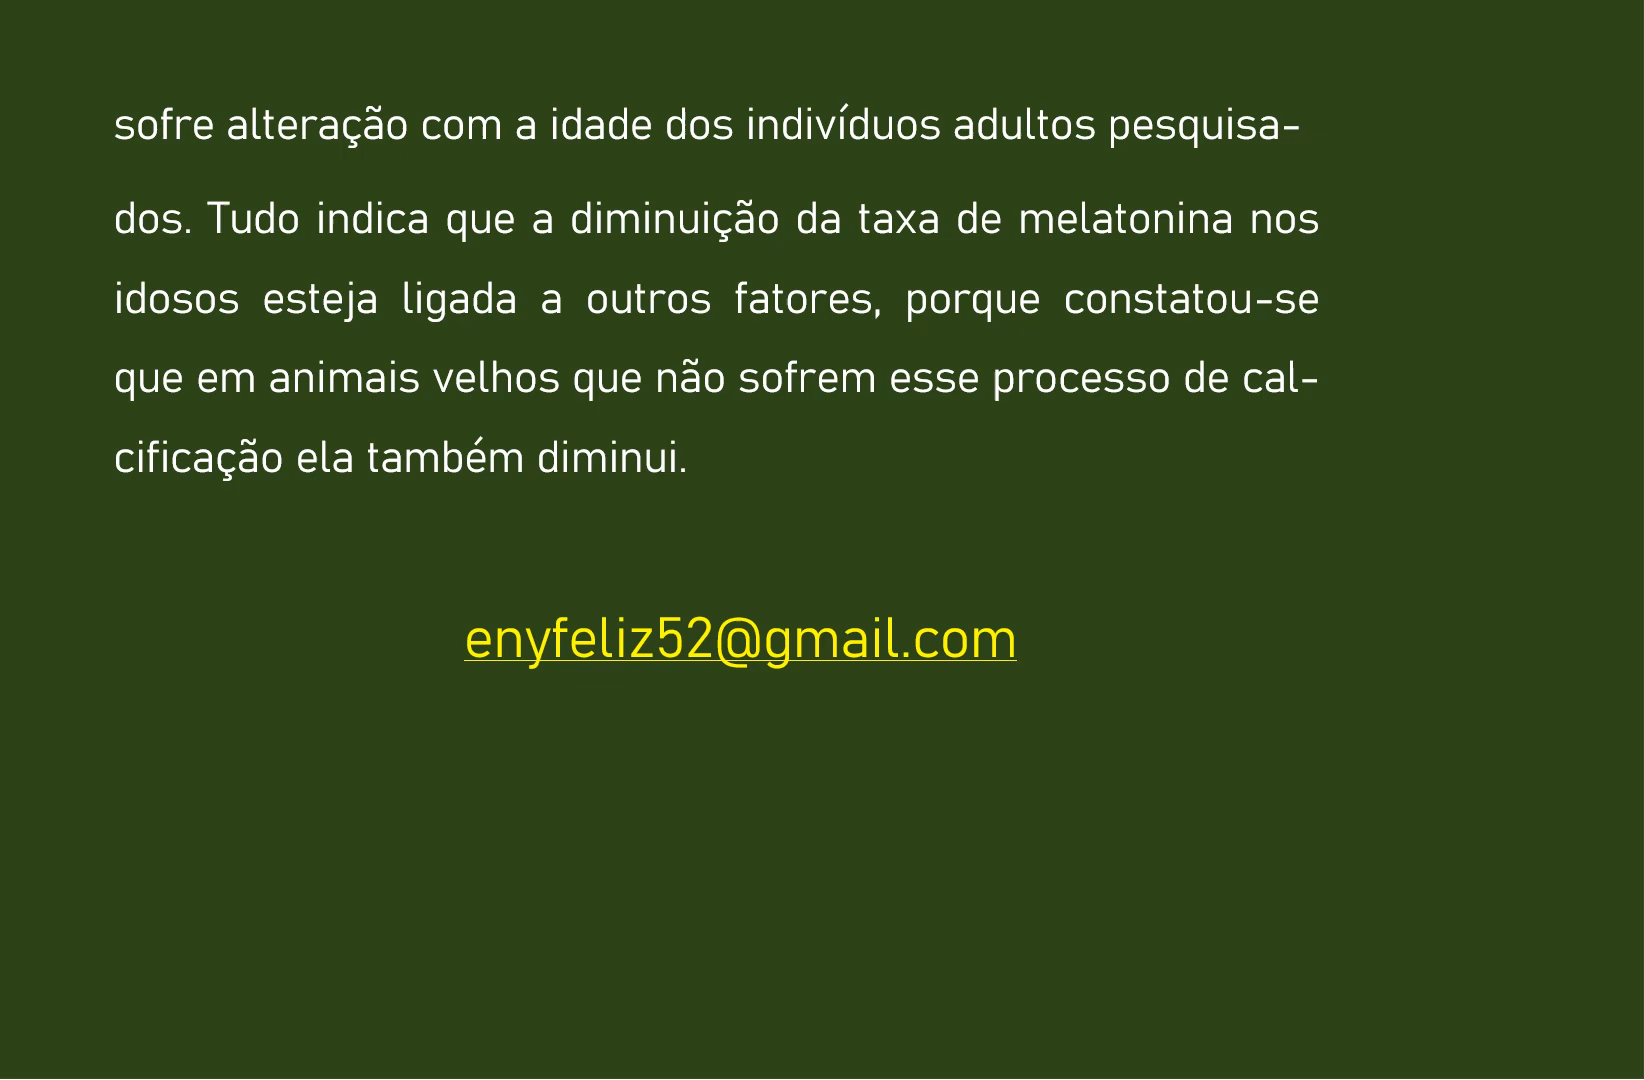 sofre alteração com a idade dos indivíduos adultos pesquisa-
dos. Tudo indica que a diminuição da taxa de melatonina nos
idosos esteja ligada a outros fatores, porque constatou-se
que em animais velhos que não sofrem esse processo de cal-
cificação ela também diminui.
enyfeliz52@gmail.com